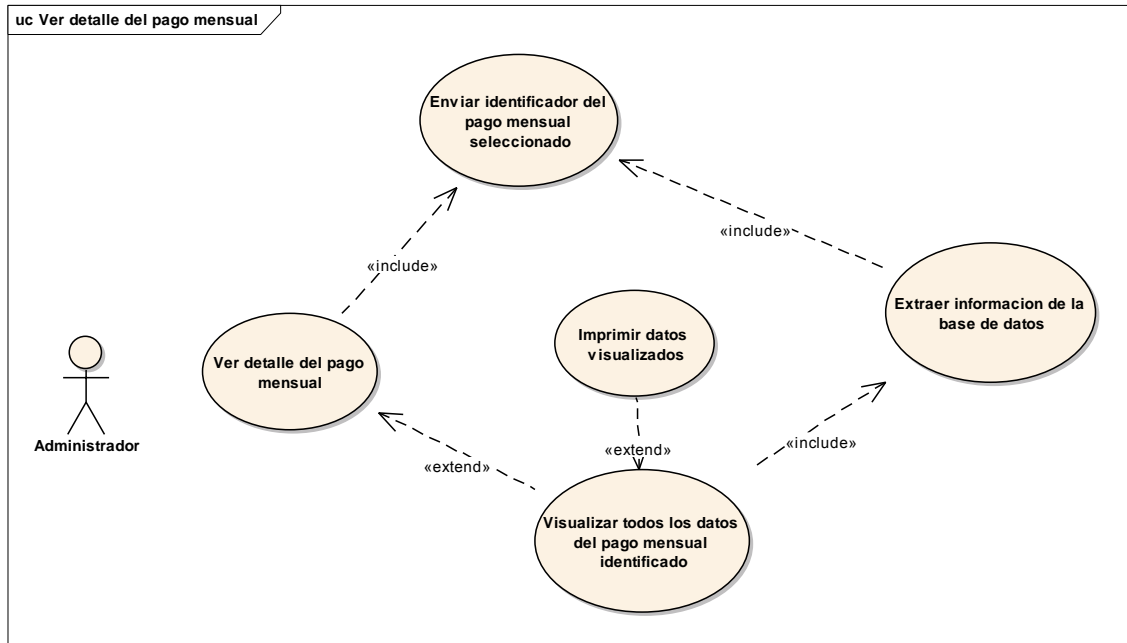 uc Ver detalle del pago mensual
Enviar identificador del
pago mensual
seleccionado
«include»
«include»
Extraer informacion de la
base de datos
Imprimir datos
visualizados
Ver detalle del pago
mensual
Administrador
«include»
«extend»
«extend»
Visualizar todos los datos
del pago mensual
identificado